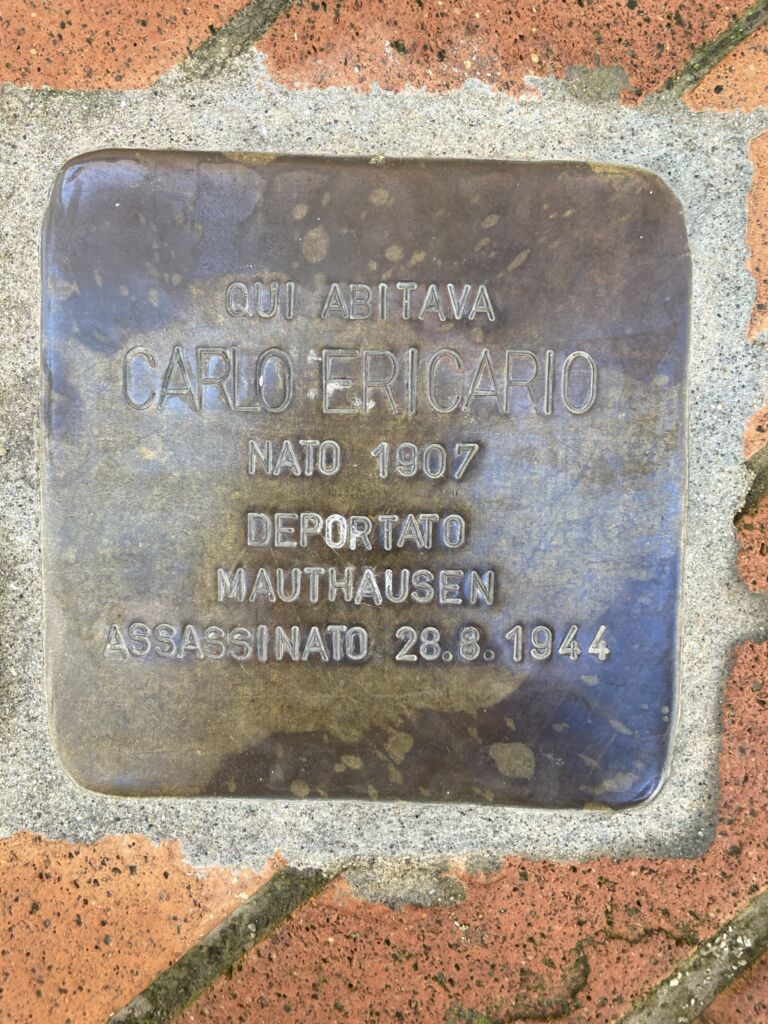 QUI ABITAVA
CARLO ERICARIO
NATO 1907
DEPORTATO
MAUTHAUSEN
ASSASSINATO 28.8.1944